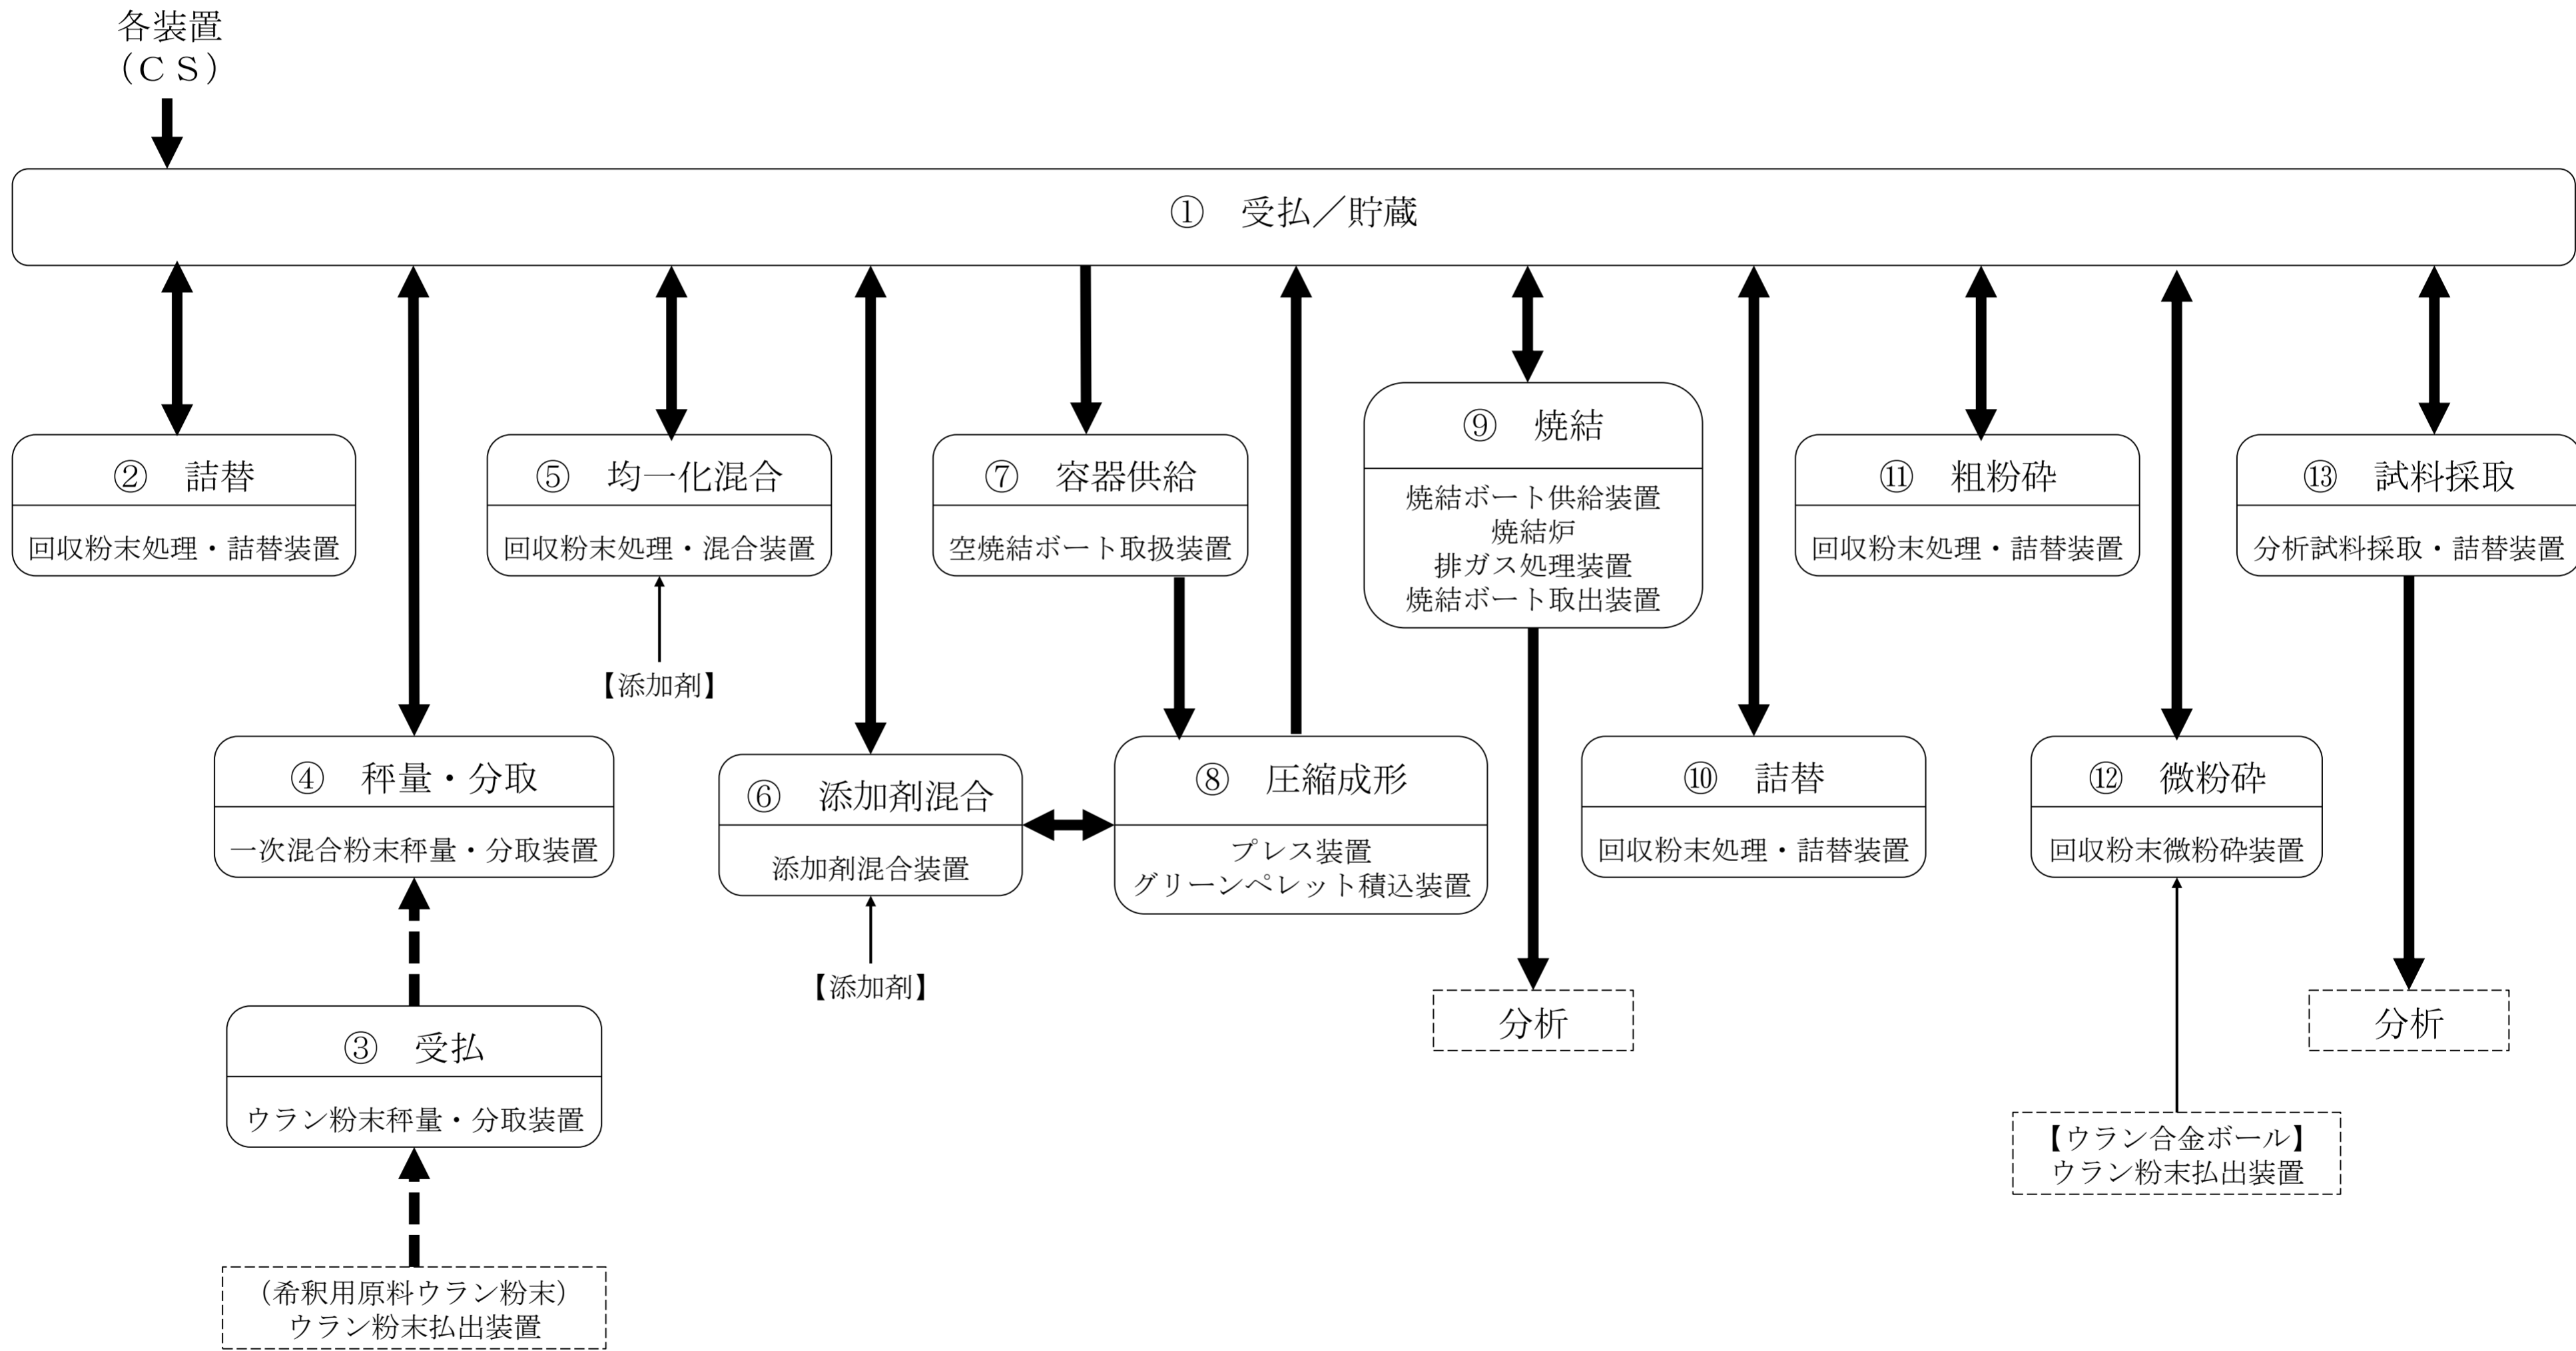 各装置
（ＣＳ）
①　受払／貯蔵
②　詰替
回収粉末処理・詰替装置
⑤　均一化混合
回収粉末処理・混合装置
【添加剤】
⑦　容器供給
空焼結ボート取扱装置
⑨　焼結
焼結ボート供給装置
焼結炉
排ガス処理装置
焼結ボート取出装置
⑪　粗粉砕
回収粉末処理・詰替装置
⑬　試料採取
分析試料採取・詰替装置
④　秤量・分取
一次混合粉末秤量・分取装置
⑥　添加剤混合
添加剤混合装置
【添加剤】
⑧　圧縮成形
プレス装置
グリーンペレット積込装置
⑩　詰替
回収粉末処理・詰替装置
⑫　微粉砕
回収粉末微粉砕装置
分析
分析
③　受払
ウラン粉末秤量・分取装置
【ウラン合金ボール】
ウラン粉末払出装置
（希釈用原料ウラン粉末）
ウラン粉末払出装置